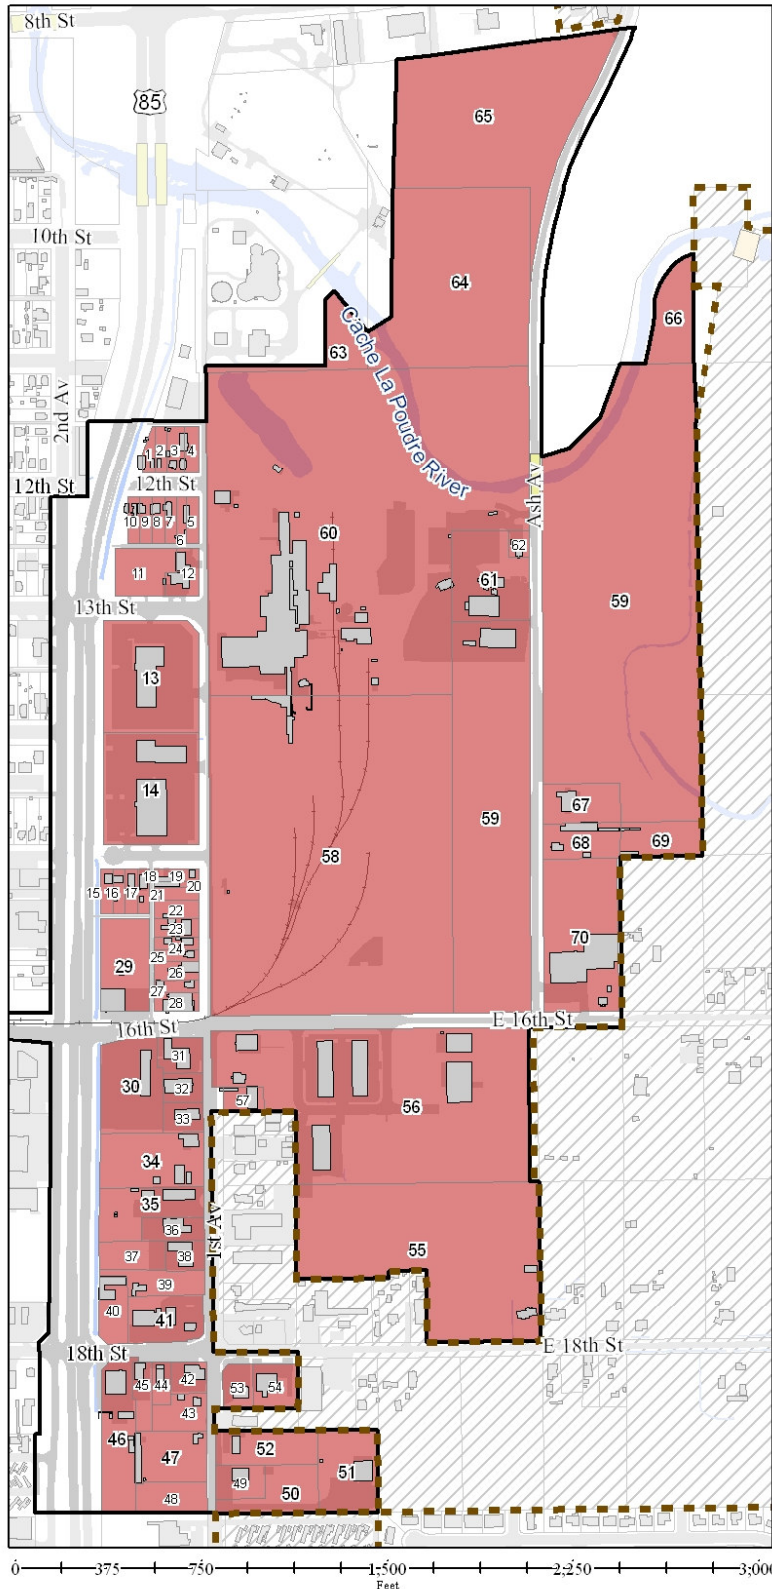 8th St
85
65
10th St
64
66
63
Cache La Poudre River
2nd Av
1 2 3 4
12th St
12th St
Ash Av
10 9 8 7 5
6
60
62
11 12
61
13th St
59
13
14
67
59
68 69
58
18 19
15 16 17 20
21
22
23
24
25
70
29
26
27
28
16th St
E 16th St
31
30
32
57
56
33
34
35
36
1st Av
37 38
55
39
40
41
18th St
E 18th St
45 44 42
53 54
43
46
52
47
49
51
50
48
0 375 750 1,500 2,250 3,000
Feet